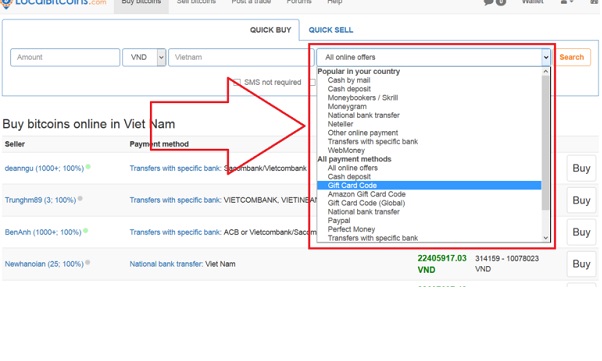 LocalBitcoins.com Buy bitcoins Sell bitcoins Post a trade Forums Help Wallet
QUICK BUY QUICK SELL
Amount VND Vietnam All online offers Search
SMS not required
Popular in your country
Cash by mail
Cash deposit
Moneybookers / Skrill
Moneygram
National bank transfer
Neteller
Other online payment
Transfers with specific bank
WebMoney
All payment methods
All online offers
Cash deposit
Gift Card Code
Amazon Gift Card Code
Gift Card Code (Global)
National bank transfer
Paypal
Perfect Money
Transfers with specific bank
Buy bitcoins online in Viet Nam
Seller Payment method
deanngu (1000+; 100%) Transfers with specific bank: Sacombank/Vietcombank Buy
Trunghm89 (3; 100%) Transfers with specific bank: VIETCOMBANK, VIETINBAN Buy
BenAnh (1000+; 100%) Transfers with specific bank: ACB or Vietcombank/Sacom Buy
Newhanoian (25; 100%) National bank transfer: Viet Nam 22405917.03 VND 314159 - 10078023 VND Buy